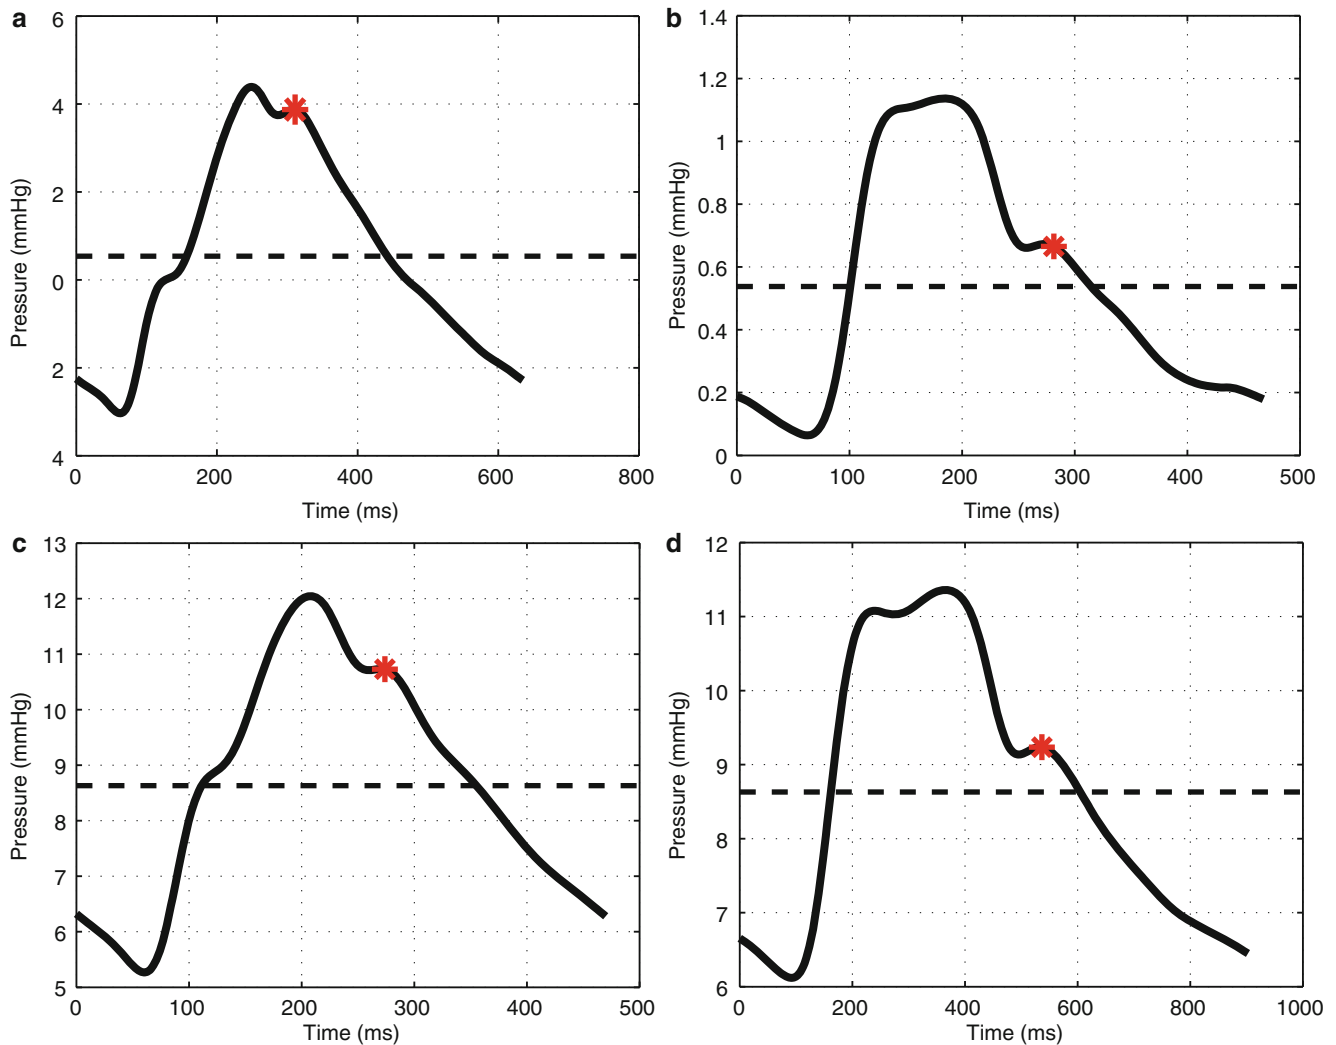 a
6
4
2
0
2
4
Pressure (mmHg)
0 200 400 600 800
Time (ms)
b
1.4
1.2
1
0.8
0.6
0.4
0.2
0
Pressure (mmHg)
0 100 200 300 400 500
Time (ms)
c
13
12
11
10
9
8
7
6
5
Pressure (mmHg)
0 100 200 300 400 500
Time (ms)
d
12
11
10
9
8
7
6
Pressure (mmHg)
0 200 400 600 800 1000
Time (ms)